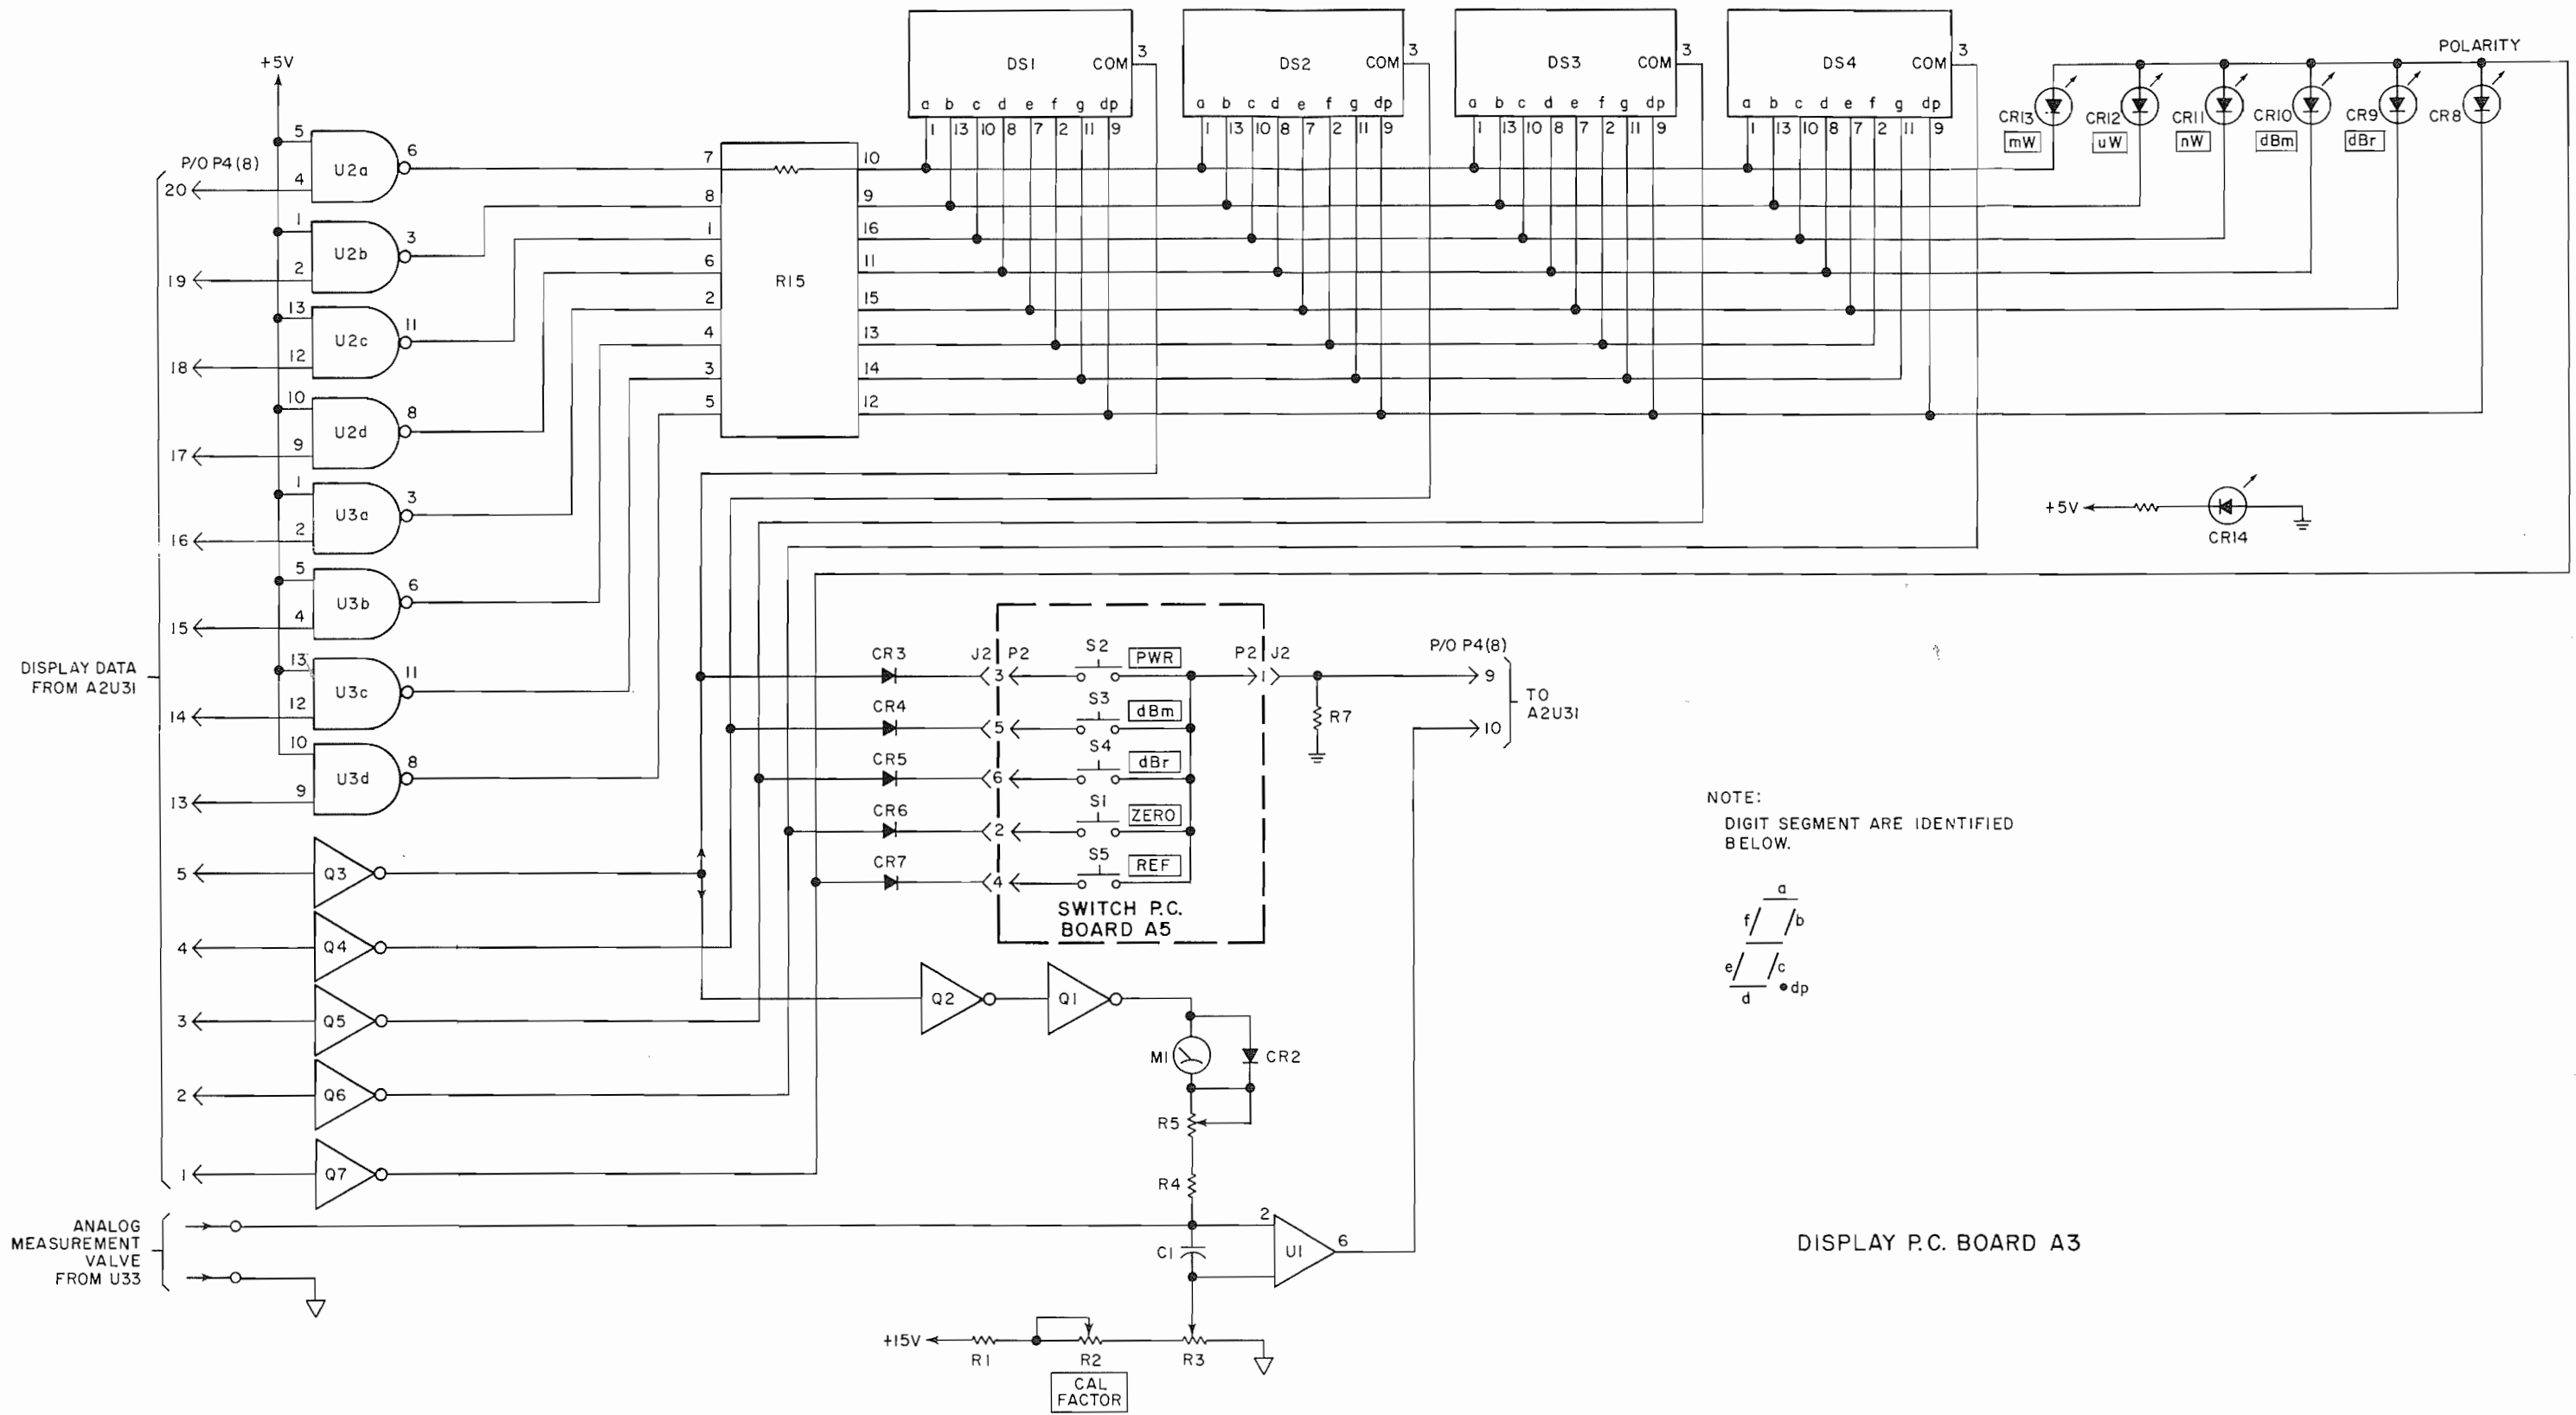 DS1 COM 3
a b c d e f g dp
1 13 10 8 7 2 11 9
DS2 COM 3
a b c d e f g dp
1 13 10 8 7 2 11 9
DS3 COM 3
a b c d e f g dp
1 13 10 8 7 2 11 9
DS4 COM 3
a b c d e f g dp
1 13 10 8 7 2 11 9
POLARITY
CR13
mW
CR12
uW
CR11
nW
CR10
dBm
CR9
dBr
CR8
+5V
P/O P4(8)
20
5
4
U2a
6
19
1
2
U2b
3
18
13
12
U2c
11
17
10
9
U2d
8
16
1
2
U3a
3
15
5
4
U3b
6
14
13
12
U3c
11
13
10
9
U3d
8
DISPLAY DATA
FROM A2U31
7 10
8 9
1 16
6 11
R15
2 15
4 13
3 14
5 12
+5V
CR14
5 Q3
4 Q4
3 Q5
2 Q6
1 Q7
CR3 J2 P2 S2 PWR P2 J2
3 1
CR4 S3 dBm
5
CR5 S4 dBr
6
CR6 S1 ZERO
2
CR7 S5 REF
4
SWITCH P.C.
BOARD A5
P/O P4(8)
9
R7
10
TO
A2U31
NOTE:
DIGIT SEGMENT ARE IDENTIFIED
BELOW.
a
f b
e c
d dp
Q2 Q1
M1 CR2
R5
R4
ANALOG
MEASUREMENT
VALVE
FROM U33
2
C1
U1
6
+15V
R1 R2 R3
CAL
FACTOR
DISPLAY P.C. BOARD A3